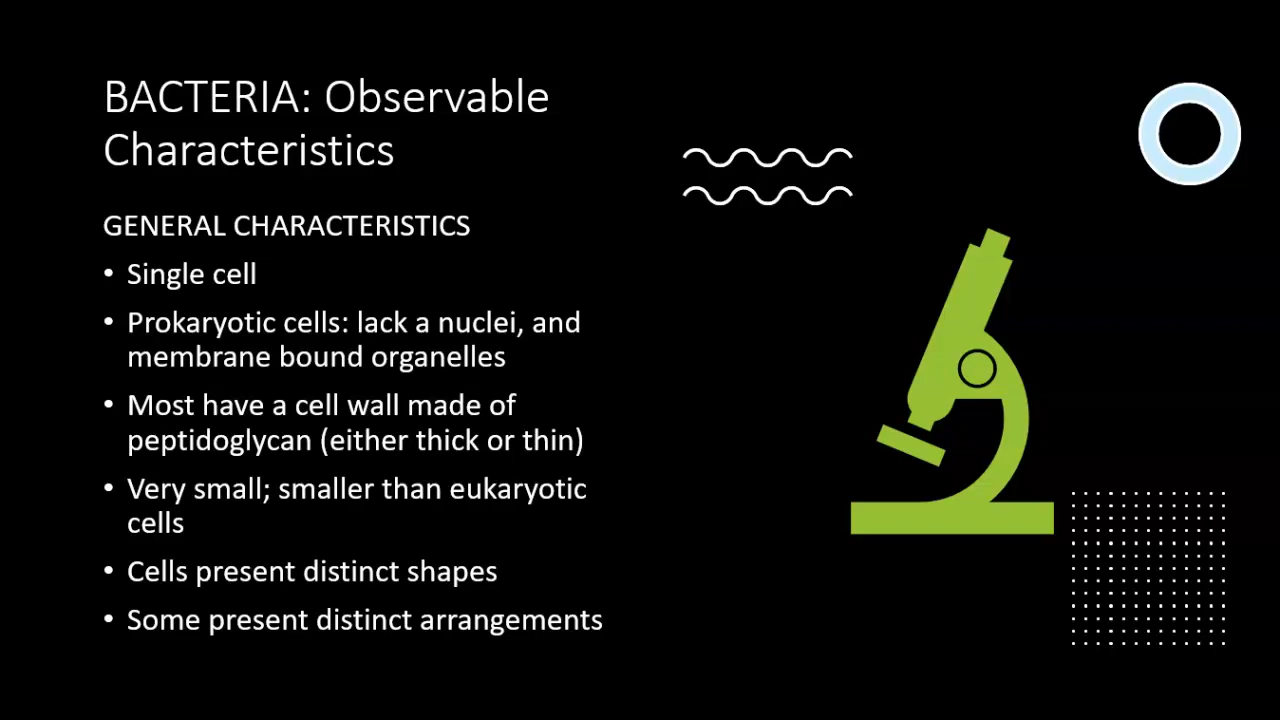 BACTERIA: Observable
Characteristics
GENERAL CHARACTERISTICS
• Single cell
• Prokaryotic cells: lack a nuclei, and
membrane bound organelles
• Most have a cell wall made of
peptidoglycan (either thick or thin)
• Very small; smaller than eukaryotic
cells
• Cells present distinct shapes
• Some present distinct arrangements